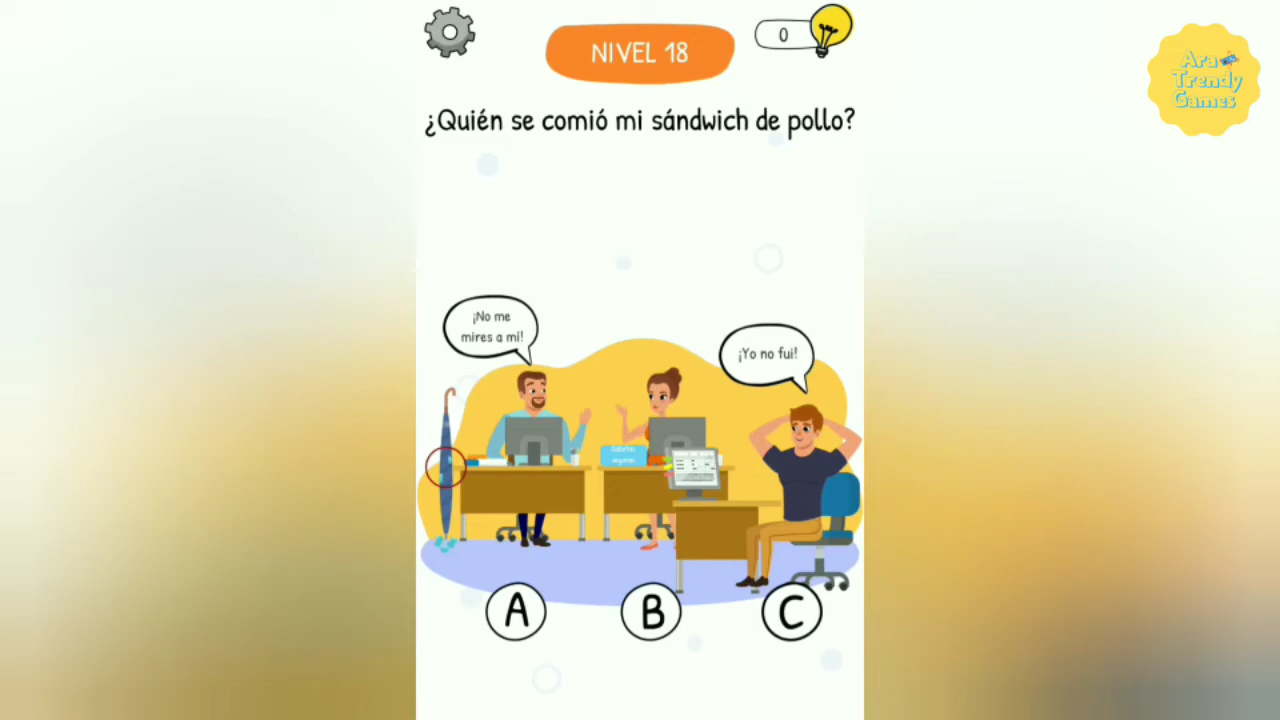 NIVEL 18
0
Ara
Trendy
Games
¿Quién se comió mi sándwich de pollo?
¡No me
mires a mí!
¡Yo no fui!
A
B
C